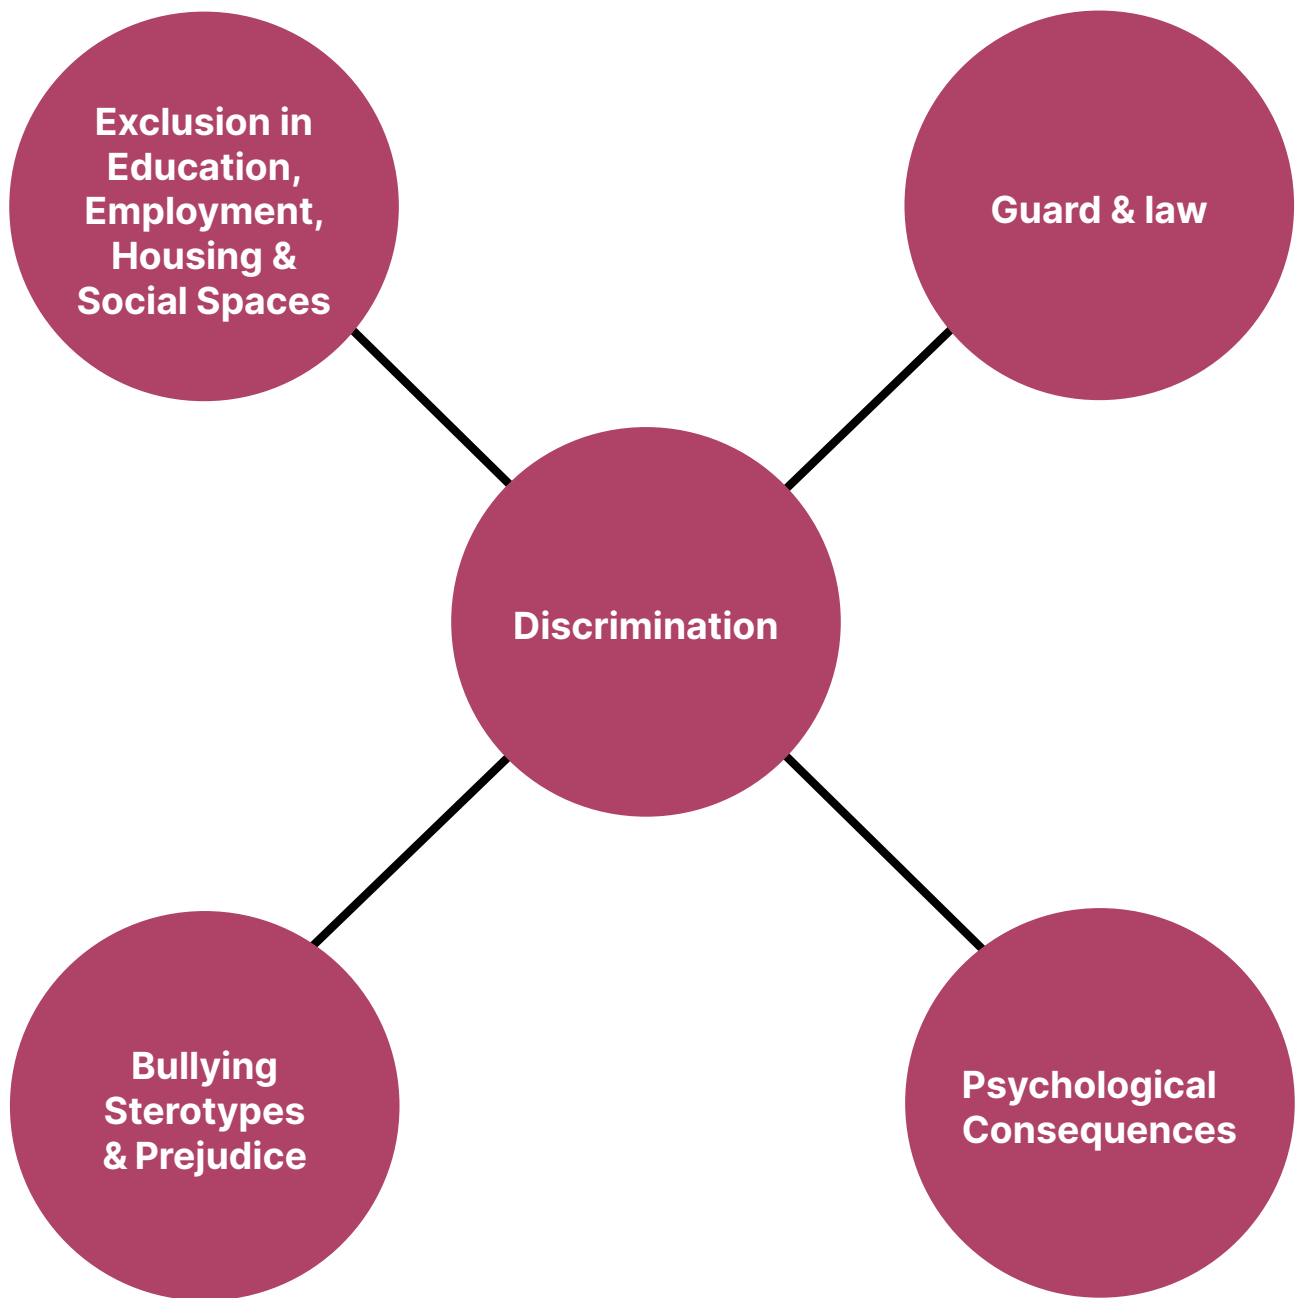 Exclusion in
Education,
Employment,
Housing &
Social Spaces
Guard & law
Discrimination
Bullying
Sterotypes
& Prejudice
Psychological
Consequences